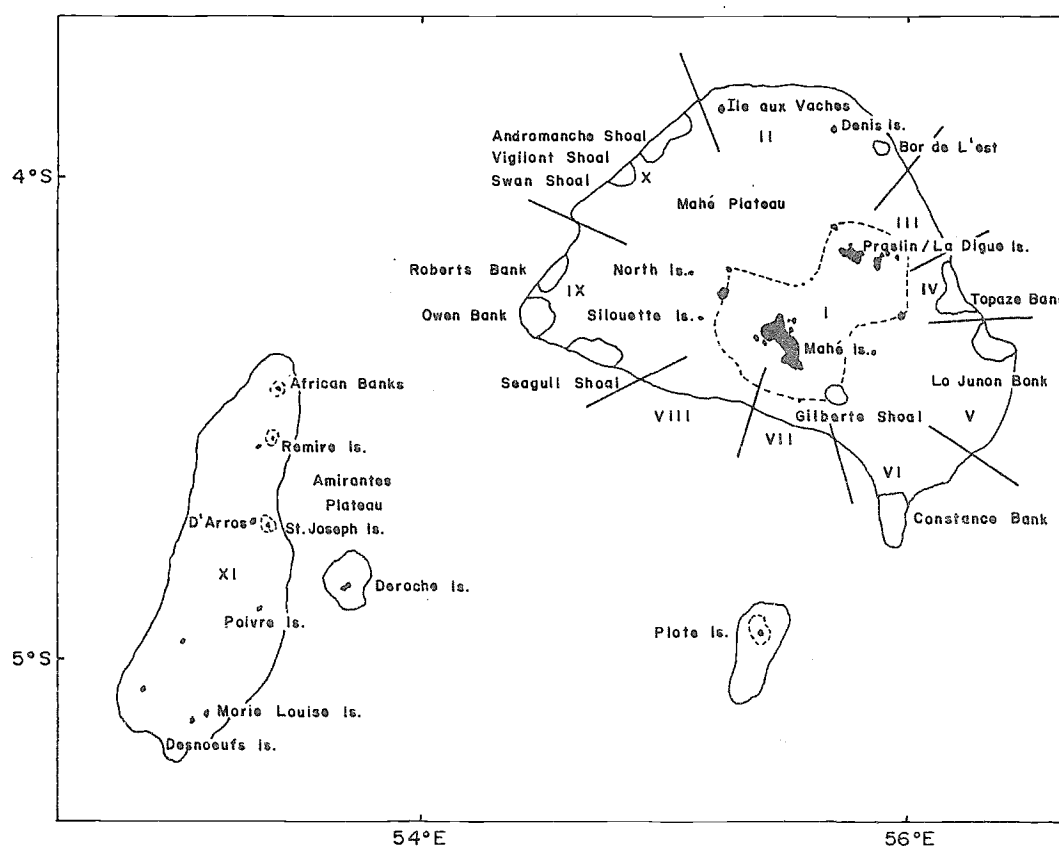 Ile aux Vaches
Denis Is.
II
Bor de L'est
Andromanche Shoal
Vigilant Shoal
Swan Shoal
X
4°S
Mahé Plateau
III
Praslin/La Digue Is.
Roberts Bank
North Is.
IX
IV
Topaze Bank
Owen Bank
Silouette Is.
I
Mahé Is.
Seagull Shoal
La Junon Bank
African Banks
VIII
Gilberte Shoal
V
VII
Remire Is.
VI
Amirantes
Plateau
D'Arros
St. Joseph Is.
Constance Bank
XI
Deroche Is.
Poivre Is.
Plate Is.
5°S
Marie Louise Is.
Desnoeufs Is.
54°E
56°E